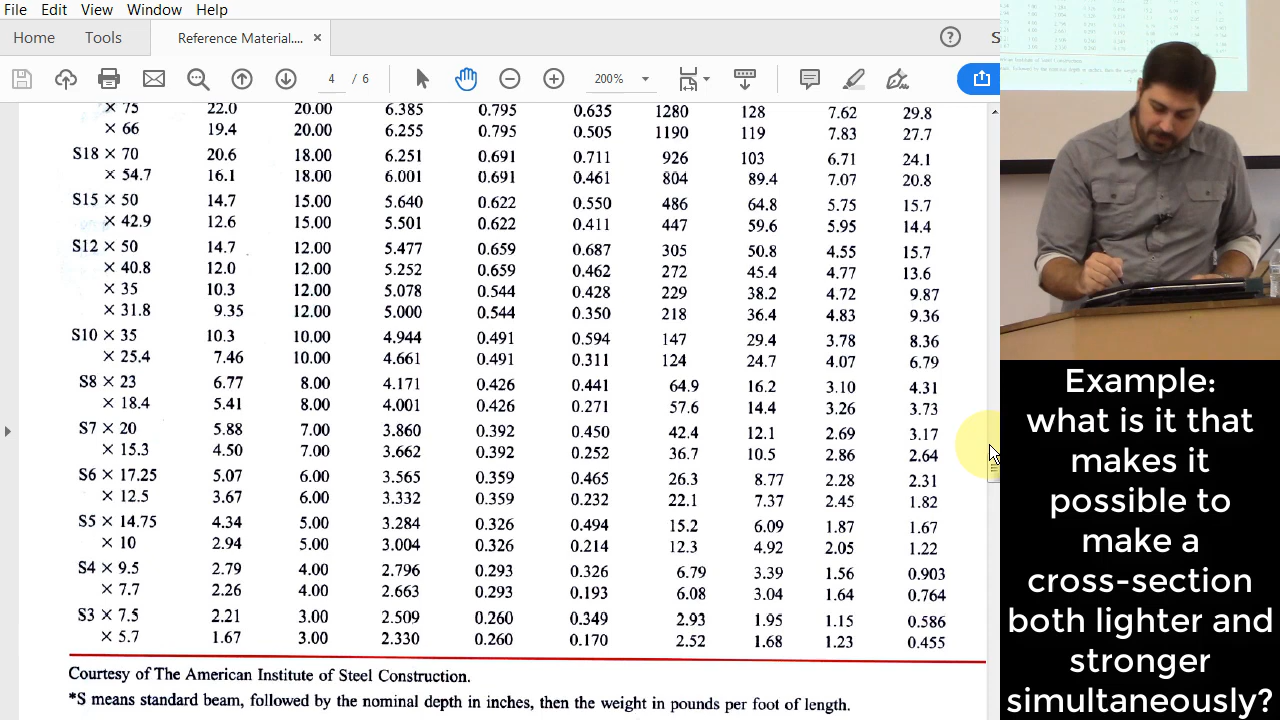 File Edit View Window Help
Home Tools Reference Material... × ?
4 200%
× 75 22.0 20.00 6.385 0.795 0.635 1280 128 7.62 29.8
× 66 19.4 20.00 6.255 0.795 0.505 1190 119 7.83 27.7
S18 × 70 20.6 18.00 6.251 0.691 0.711 926 103 6.71 24.1
× 54.7 16.1 18.00 6.001 0.691 0.461 804 89.4 7.07 20.8
S15 × 50 14.7 15.00 5.640 0.622 0.550 486 64.8 5.75 15.7
× 42.9 12.6 15.00 5.501 0.622 0.411 447 59.6 5.95 14.4
S12 × 50 14.7 12.00 5.477 0.659 0.687 305 50.8 4.55 15.7
× 40.8 12.0 12.00 5.252 0.659 0.462 272 45.4 4.77 13.6
× 35 10.3 12.00 5.078 0.544 0.428 229 38.2 4.72 9.87
× 31.8 9.35 12.00 5.000 0.544 0.350 218 36.4 4.83 9.36
S10 × 35 10.3 10.00 4.944 0.491 0.594 147 29.4 3.78 8.36
× 25.4 7.46 10.00 4.661 0.491 0.311 124 24.7 4.07 6.79
S8 × 23 6.77 8.00 4.171 0.426 0.441 64.9 16.2 3.10 4.31
× 18.4 5.41 8.00 4.001 0.426 0.271 57.6 14.4 3.26 3.73
S7 × 20 5.88 7.00 3.860 0.392 0.450 42.4 12.1 2.69 3.17
× 15.3 4.50 7.00 3.662 0.392 0.252 36.7 10.5 2.86 2.64
S6 × 17.25 5.07 6.00 3.565 0.359 0.465 26.3 8.77 2.28 2.31
× 12.5 3.67 6.00 3.332 0.359 0.232 22.1 7.37 2.45 1.82
S5 × 14.75 4.34 5.00 3.284 0.326 0.494 15.2 6.09 1.87 1.67
× 10 2.94 5.00 3.004 0.326 0.214 12.3 4.92 2.05 1.22
S4 × 9.5 2.79 4.00 2.796 0.293 0.326 6.79 3.39 1.56 0.903
× 7.7 2.26 4.00 2.663 0.293 0.193 6.08 3.04 1.64 0.764
S3 × 7.5 2.21 3.00 2.509 0.260 0.349 2.93 1.95 1.15 0.586
× 5.7 1.67 3.00 2.330 0.260 0.170 2.52 1.68 1.23 0.455
Courtesy of The American Institute of Steel Construction.
*S means standard beam, followed by the nominal depth in inches, then the weight in pounds per foot of length.
Example:
what is it that
makes it
possible to
make a
cross-section
both lighter and
stronger
simultaneously?